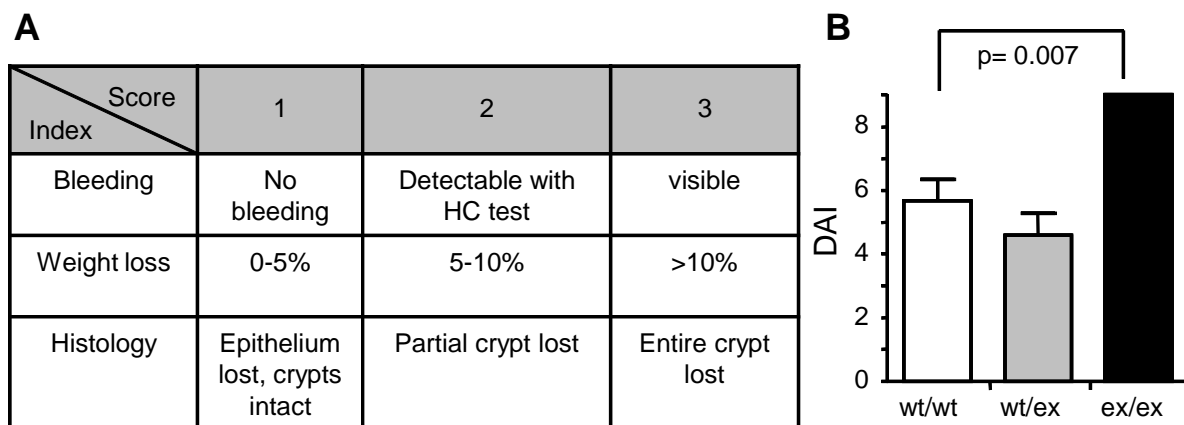 A
Score
Index
1
2
3
Bleeding
No
bleeding
Detectable with
HC test
visible
Weight loss
0-5%
5-10%
>10%
Histology
Epithelium
lost, crypts
intact
Partial crypt lost
Entire crypt
lost
B
p= 0.007
DAI
8
6
4
2
0
wt/wt
wt/ex
ex/ex